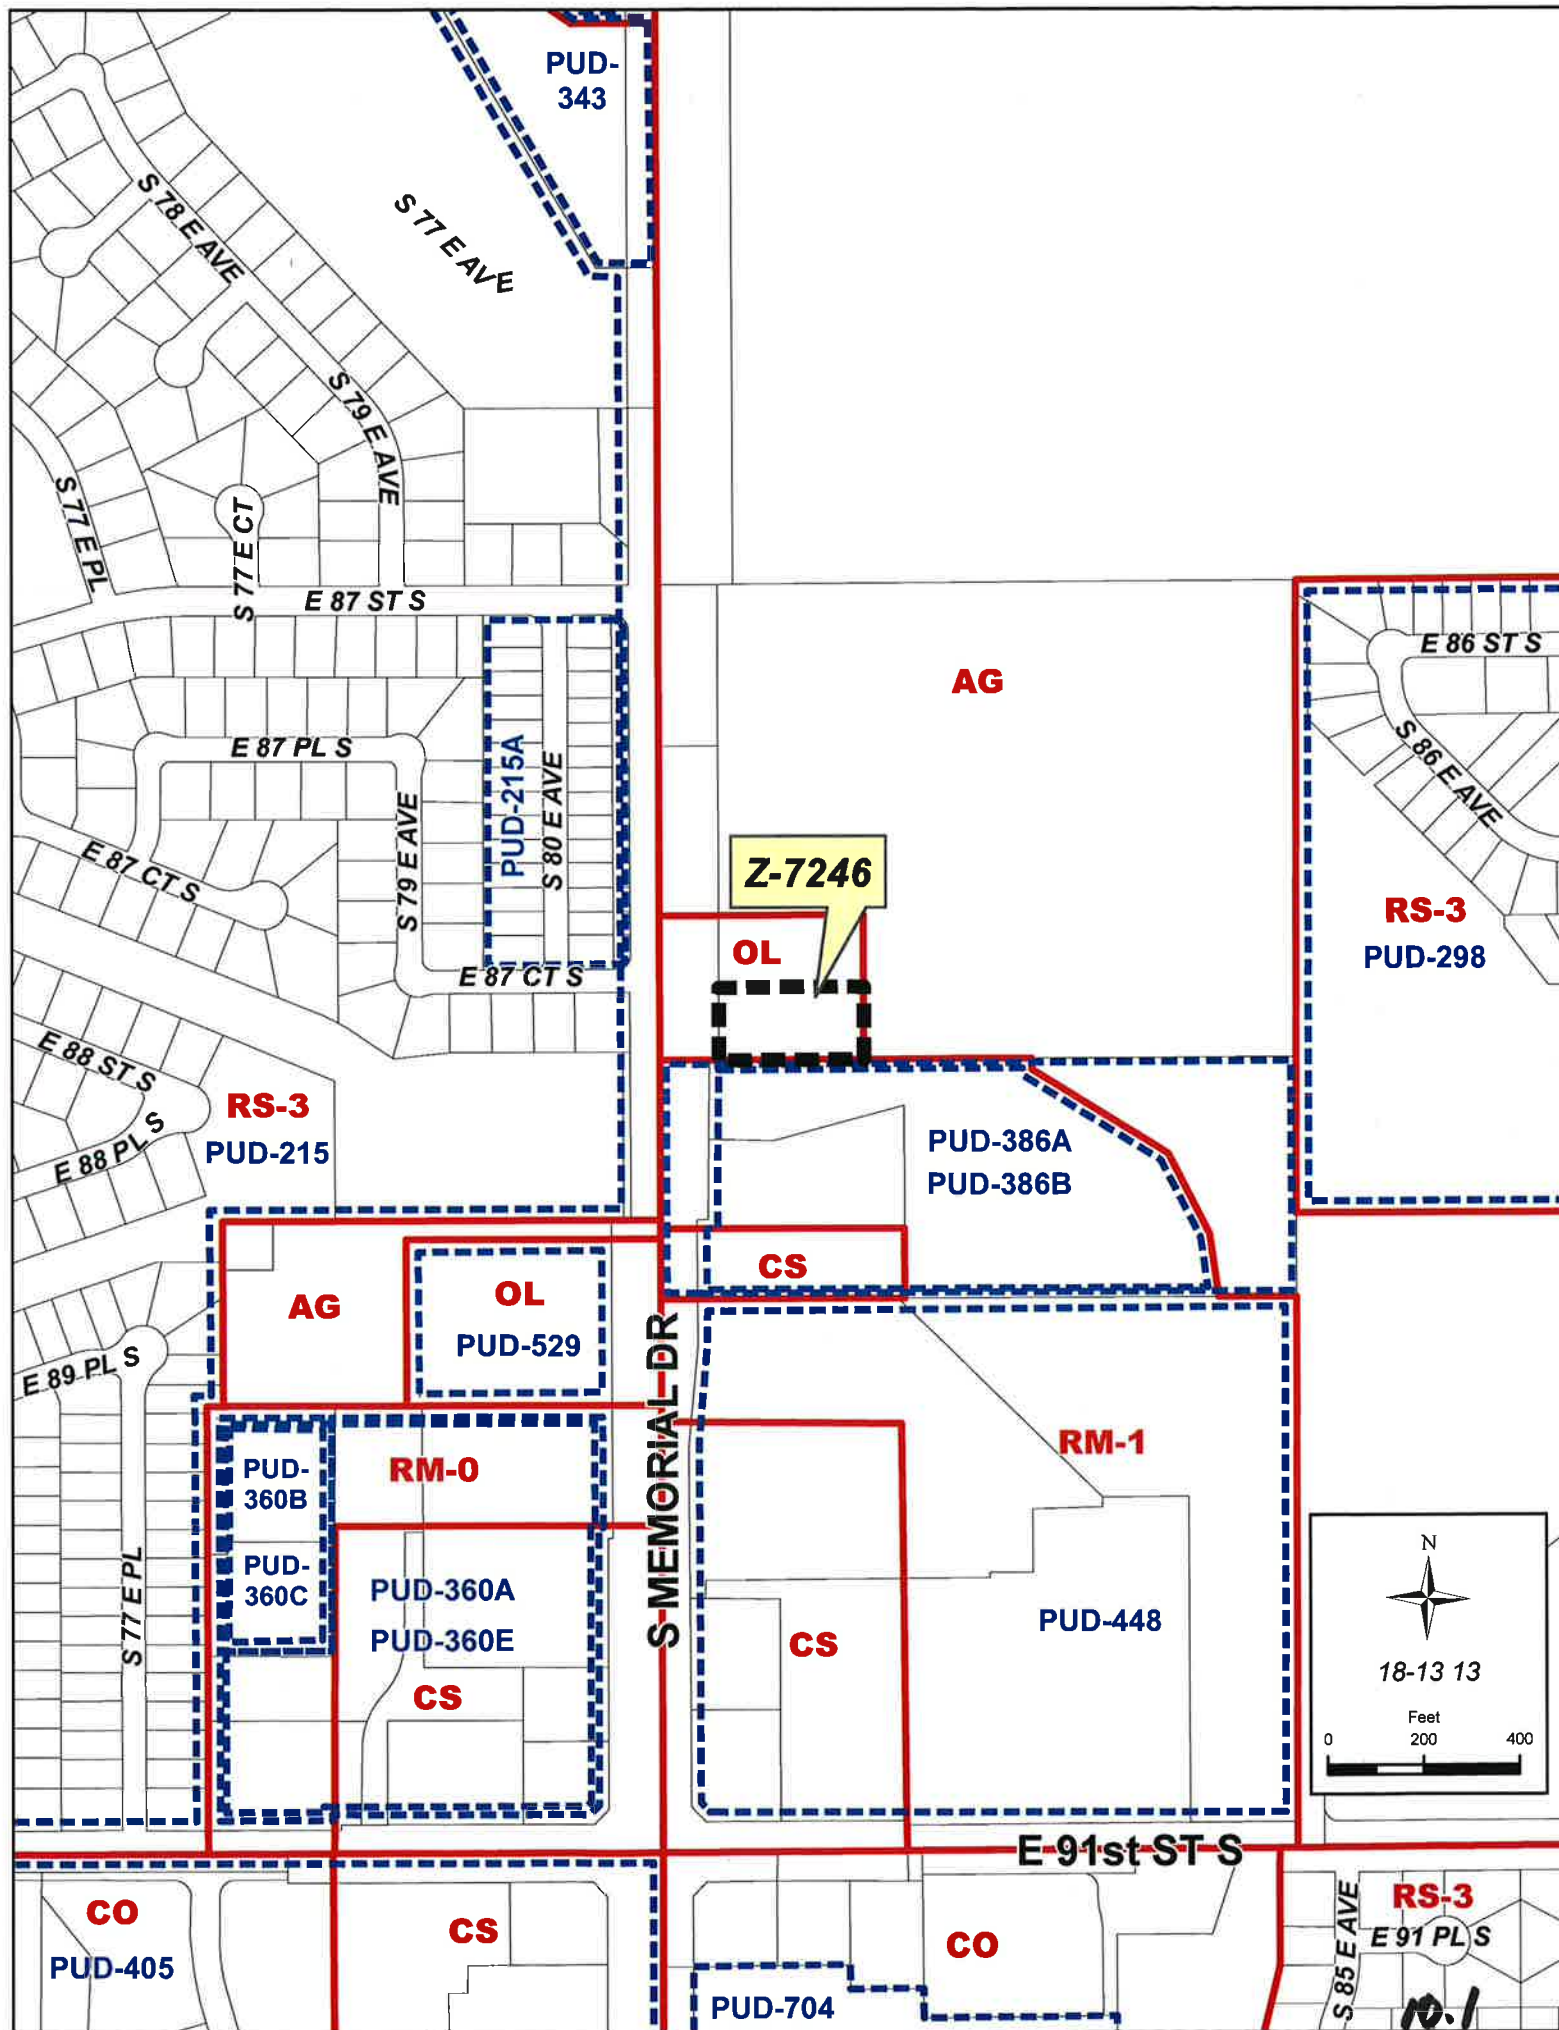 PUD-
343
S 78 E AVE
S 77 E AVE
S 79 E AVE
S 77 E PL
S 77 E CT
E 87 ST S
E 86 ST S
AG
S 86 E AVE
E 87 PL S
PUD-215A
S 80 E AVE
S 79 E AVE
E 87 CT S
Z-7246
RS-3
PUD-298
OL
E 87 CT S
E 88 ST S
RS-3
PUD-215
E 88 PL S
PUD-386A
PUD-386B
CS
AG
OL
PUD-529
E 89 PL S
S MEMORIAL DR
RM-1
RM-0
PUD-
360B
PUD-
360C
PUD-360A
PUD-360E
S 77 E PL
CS
CS
PUD-448
N
18-13 13
Feet
0 200 400
E 91st ST S
CO
PUD-405
CS
CO
PUD-704
RS-3
E 91 PL S
S 85 E AVE
10.1